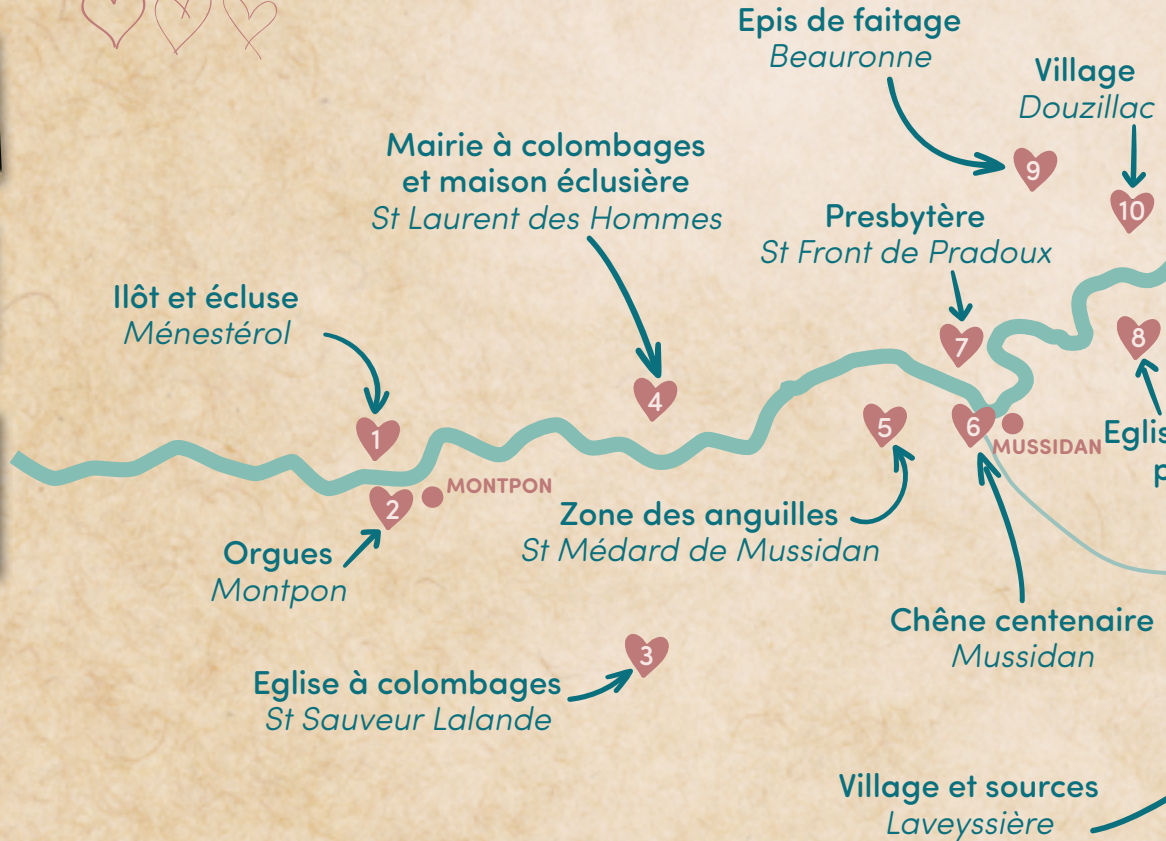 Epis de faitage
Beauronne
Village
Douzillac
Mairie à colombages
et maison éclusière
St Laurent des Hommes
9
10
Presbytère
St Front de Pradoux
Ilôt et écluse
Ménestérol
7
8
4
1
5
6
MUSSIDAN
Eglis
p
2
MONTPON
Zone des anguilles
St Médard de Mussidan
Orgues
Montpon
Chêne centenaire
Mussidan
3
Eglise à colombages
St Sauveur Lalande
Village et sources
Laveyssière